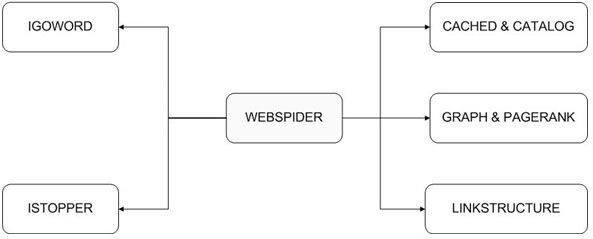 IGOWORD
CACHED & CATALOG
WEBSPIDER
GRAPH & PAGERANK
ISTOPPER
LINKSTRUCTURE